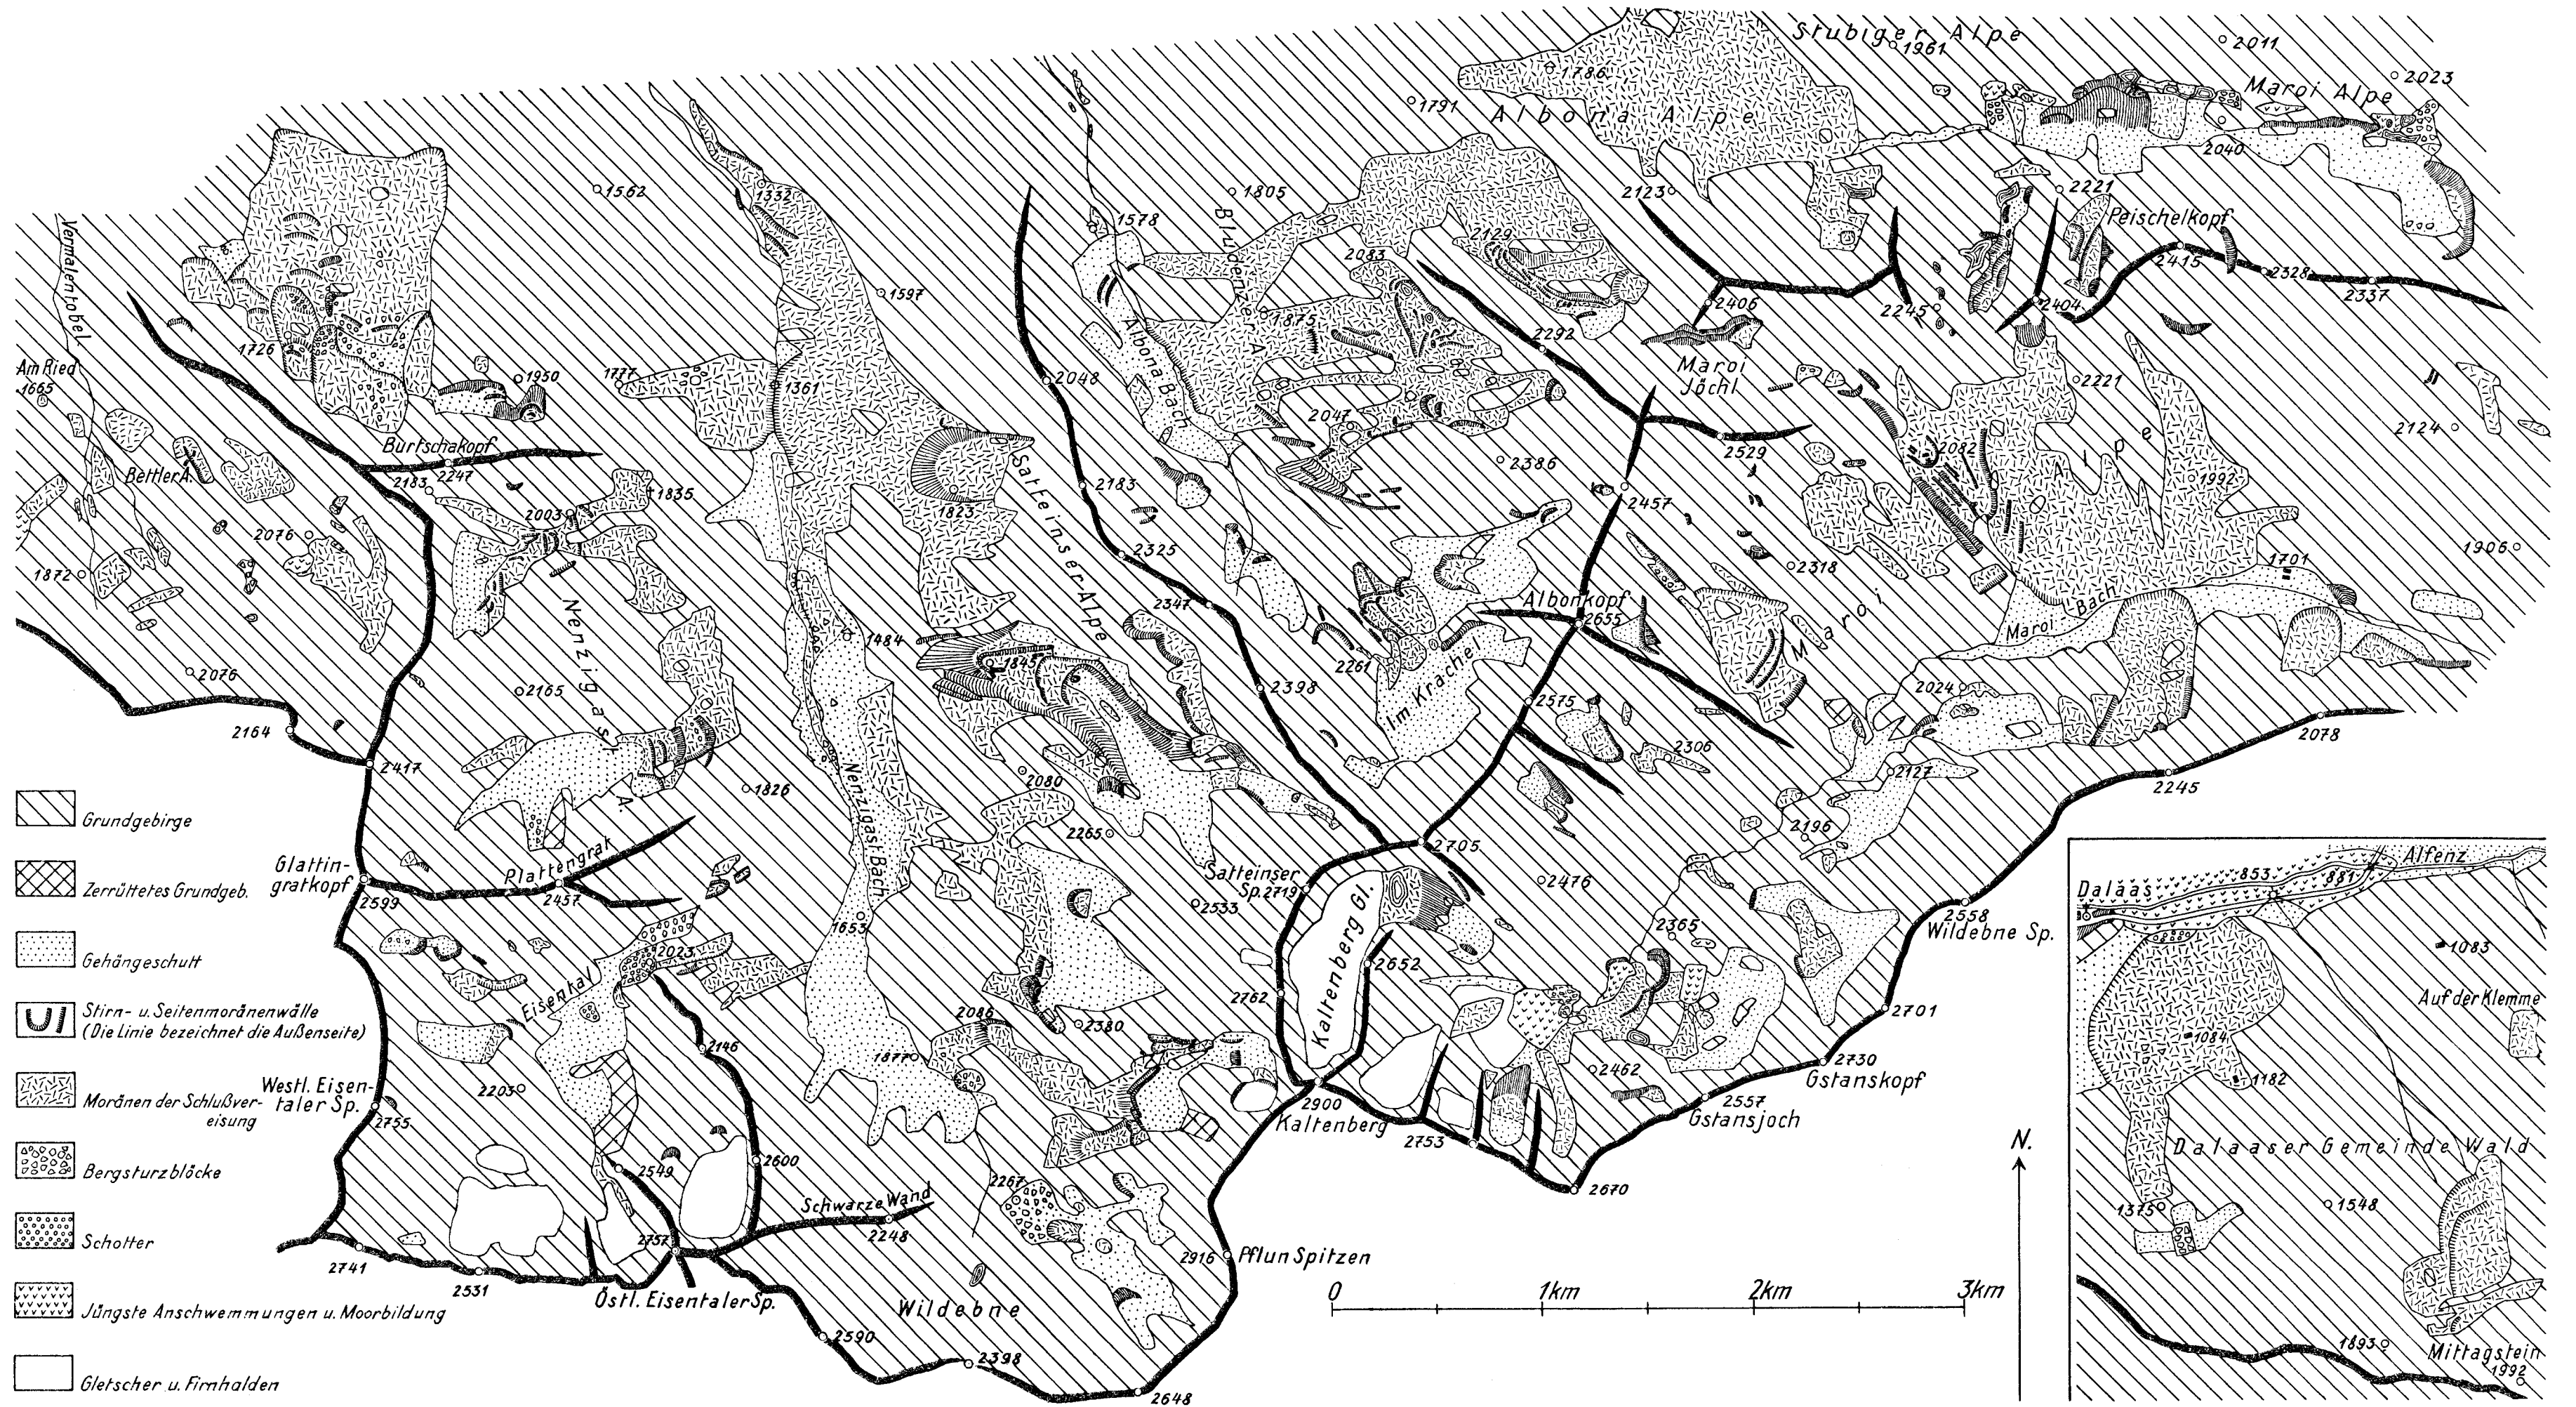 Stubiger Alpe
1961
2011
2023
Maroi Alpe
1786
1791
Albona Alpe
2040
1562
1332
1805
2123
2221
1578
Peischelkopf
Vermalentobel
Bludenzer A.
2129
2415
2083
2328
2337
1597
2406
2245
2404
1875
2292
1726
Albona Bach
Am Ried
1665
1950
1777
1361
2048
Maroi
Jöchl
2221
2047
2124
Burtschakopf
2247
2529
2386
2082
Alpe
Bettler A.
2183
1835
Satteinser Alpe
2183
2457
1992
1823
2003
2076
2325
1906
1872
2318
1701
Nenzigast A.
2347
Albonkopf
2655
Bach
Maroi
1484
Maroi
2261
1845
2076
2165
2398
Im Krachel
2575
2024
2164
2078
2306
2417
2127
2245
2080
1826
Nenzigast Bach
Grundgebirge
2265
2196
Plattengrat
2705
Glattin-
gratkopf
Satteinser
Sp. 2719
Alfenz
853
881
Dalaas
Zerrüttetes Grundgeb.
2599
2457
2476
2533
1653
2558
Wildebne Sp.
2365
1083
2023
Gehängeschutt
Kaltenberg Gl.
2652
Eisental
2762
Auf der Klemme
2701
Stirn- u. Seitenmoränenwälle
(Die Linie bezeichnet die Außenseite)
2086
2380
1084
2146
1877
2730
Gstanskopf
2462
1182
Westl. Eisen-
taler Sp.
2203
2755
Moränen der Schlußver-
eisung
2900
Kaltenberg
2557
Gstansjoch
2753
N.
Dalaaser Gemeinde Wald
Bergsturzblöcke
2549
2600
2267
2670
Schwarze Wand
2248
1375
1548
Schotter
2757
2916
Pflun Spitzen
2741
2531
Östl. Eisentaler Sp.
0
1km
2km
3km
Jüngste Anschwemmungen u. Moorbildung
Wildebne
2590
2398
1893
Mittagstein
1992
Gletscher u. Firnhalden
2648